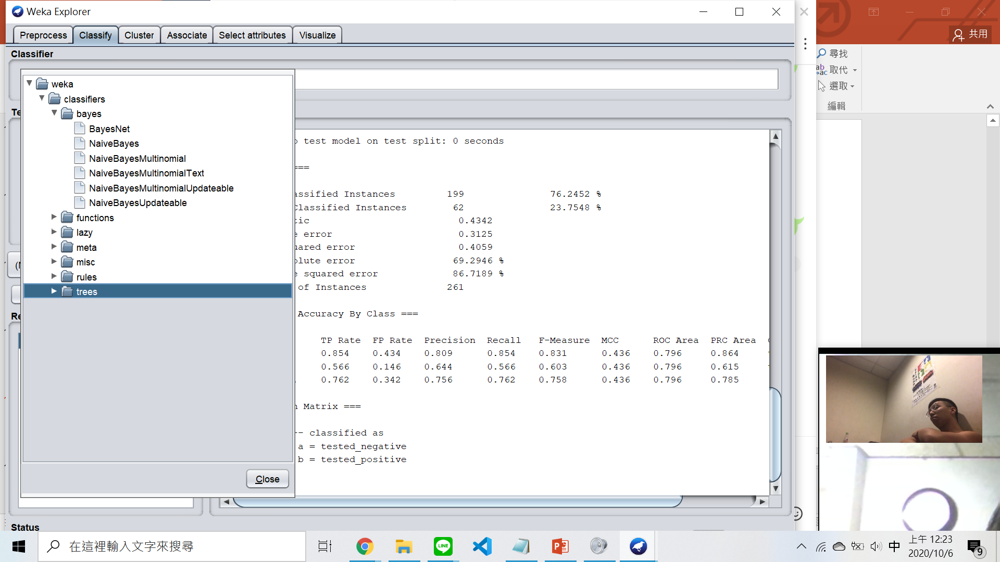 Weka Explorer
Preprocess
Classify
Cluster
Associate
Select attributes
Visualize
Classifier
weka
classifiers
bayes
BayesNet
NaiveBayes
NaiveBayesMultinomial
NaiveBayesMultinomialText
NaiveBayesMultinomialUpdateable
NaiveBayesUpdateable
functions
lazy
meta
misc
rules
trees
Close
Te
(N
Re
test model on test split: 0 seconds
===
assified Instances 199 76.2452 %
Classified Instances 62 23.7548 %
tic 0.4342
e error 0.3125
uared error 0.4059
olute error 69.2946 %
e squared error 86.7189 %
of Instances 261
Accuracy By Class ===
TP Rate FP Rate Precision Recall F-Measure MCC ROC Area PRC Area
0.854 0.434 0.809 0.854 0.831 0.436 0.796 0.864
0.566 0.146 0.644 0.566 0.603 0.436 0.796 0.615
0.762 0.342 0.756 0.762 0.758 0.436 0.796 0.785
n Matrix ===
-- classified as
a = tested_negative
b = tested_positive
Status
共用
尋找
取代
選取
編輯
在這裡輸入文字來搜尋
LINE
中
上午 12:23
2020/10/6
9